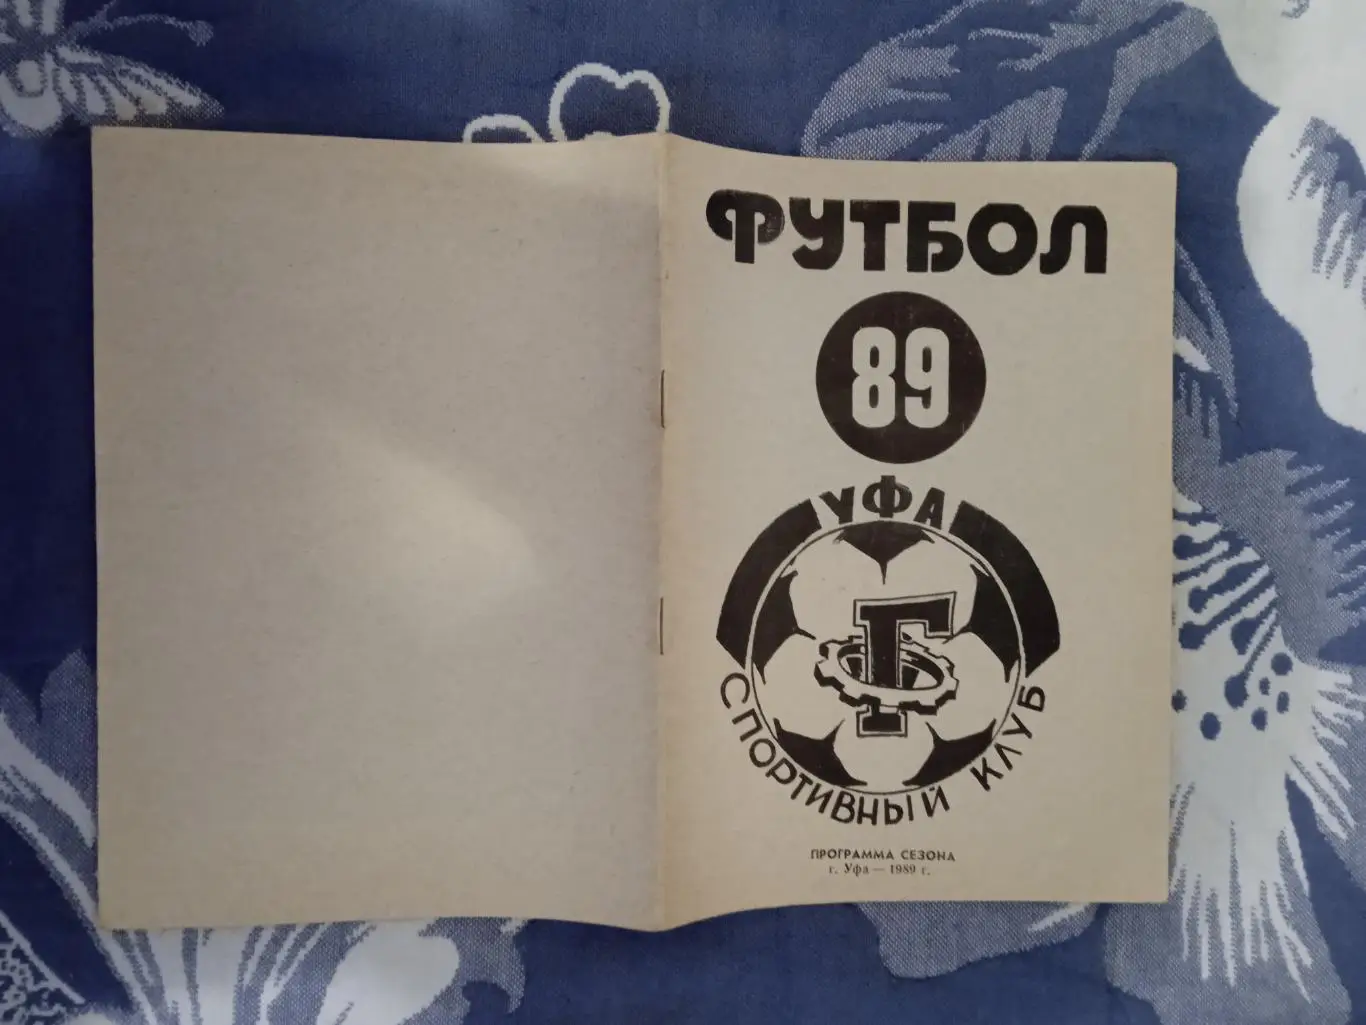 ФУТБОЛ
89
УФА
Г
СПОРТИВНЫЙ КЛУБ
ПРОГРАММА СЕЗОНА
г. Уфа — 1989 г.